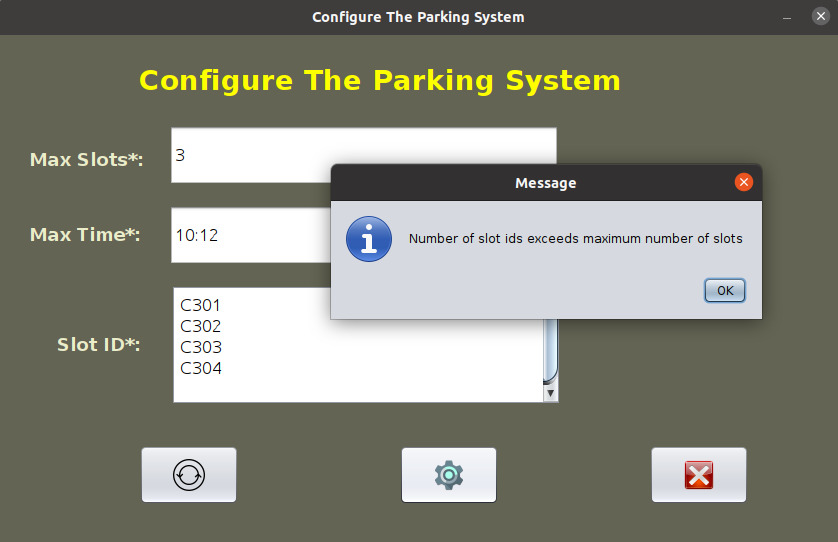 Configure The Parking System
Configure The Parking System
Max Slots*:
3
Message
Number of slot ids exceeds maximum number of slots
OK
Max Time*:
10:12
Slot ID*:
C301
C302
C303
C304